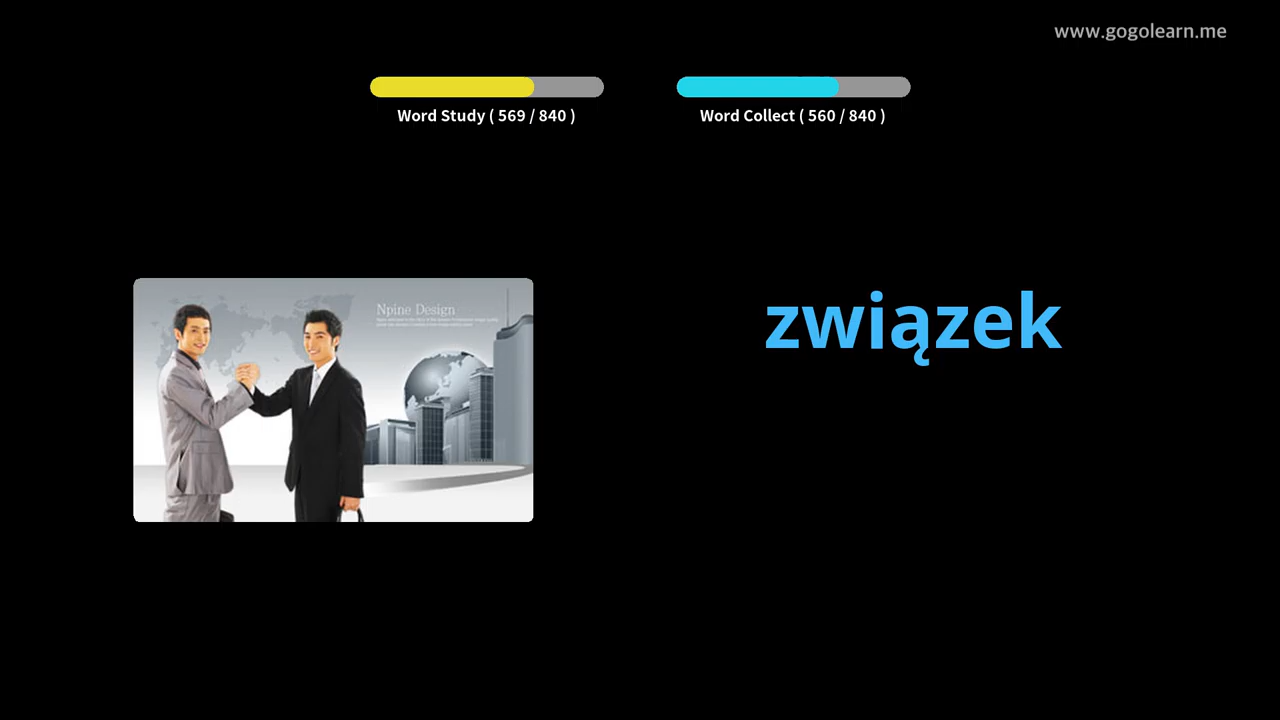 www.gogolearn.me
Word Study ( 569 / 840 )
Word Collect ( 560 / 840 )
Npine Design
związek